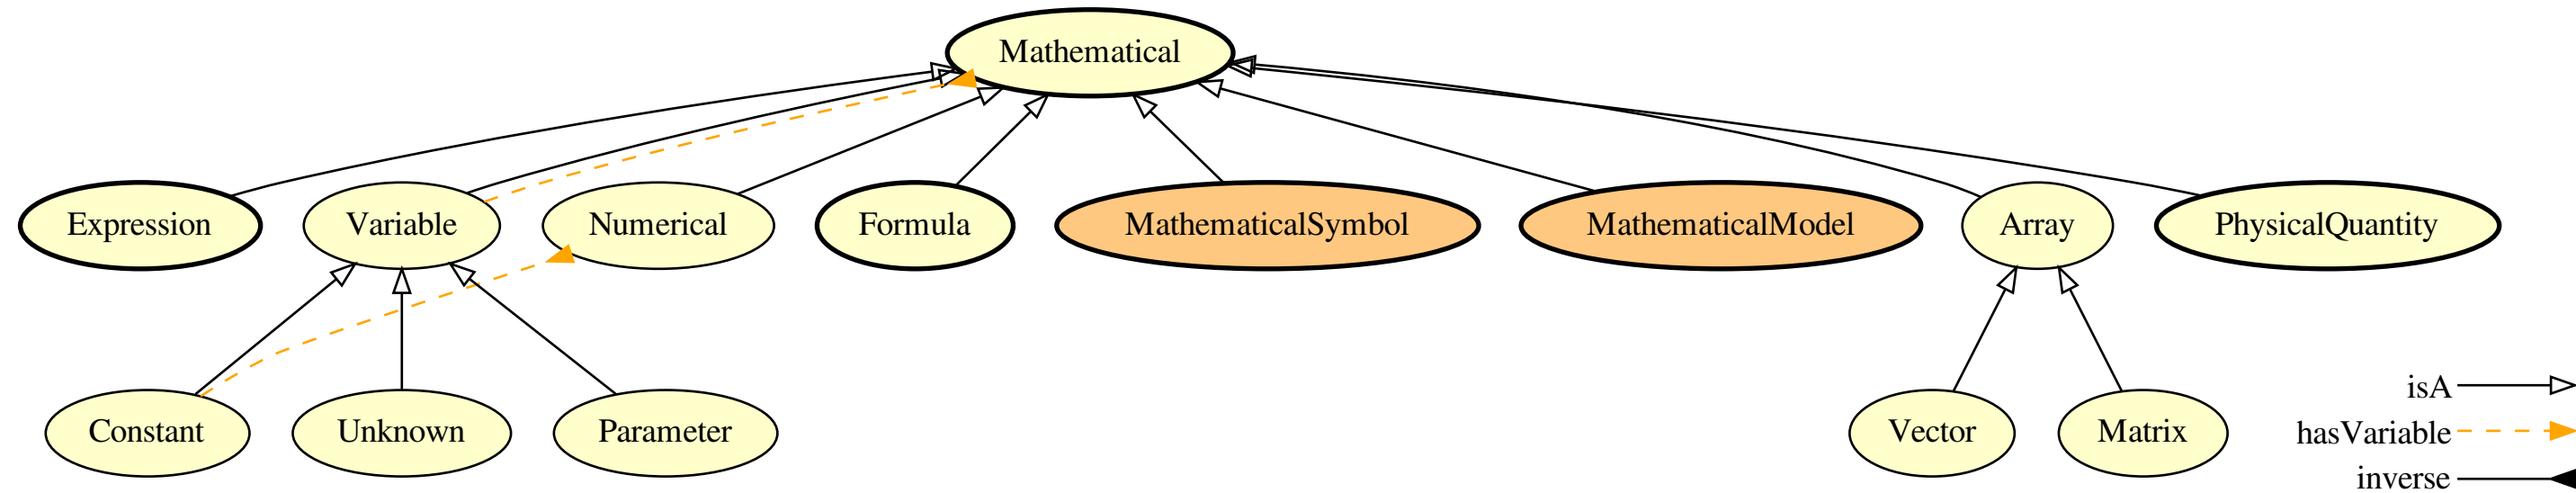 Mathematical
Expression
Variable
Numerical
Formula
MathematicalSymbol
MathematicalModel
Array
PhysicalQuantity
Constant
Unknown
Parameter
Vector
Matrix
isA
hasVariable
inverse